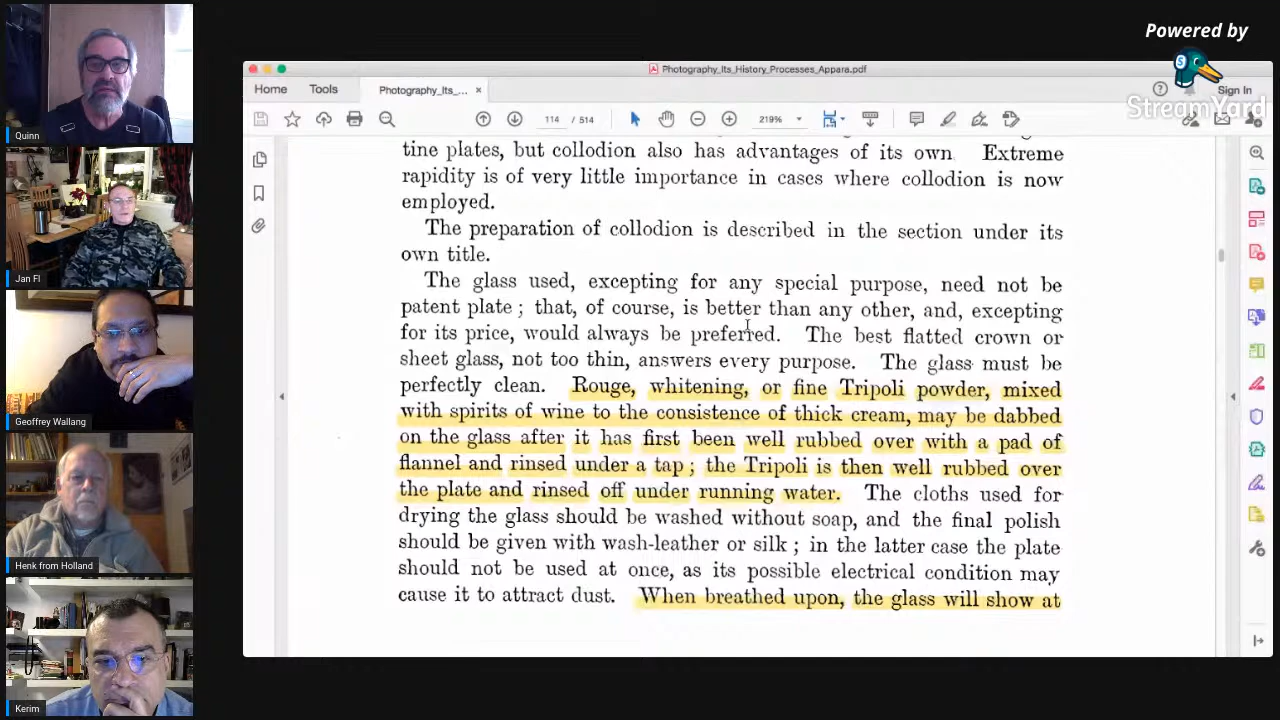 Powered by
StreamYard
Photography_Its_History_Processes_Appara.pdf
Home
Tools
Photography_Its_...
Sign In
114 / 514
219%
tine plates, but collodion also has advantages of its own Extreme
rapidity is of very little importance in cases where collodion is now
employed.
The preparation of collodion is described in the section under its
own title.
The glass used, excepting for any special purpose, need not be
patent plate ; that, of course, is better than any other, and, excepting
for its price, would always be preferred. The best flatted crown or
sheet glass, not too thin, answers every purpose. The glass must be
perfectly clean. Rouge, whitening, or fine Tripoli powder, mixed
with spirits of wine to the consistence of thick cream, may be dabbed
on the glass after it has first been well rubbed over with a pad of
flannel and rinsed under a tap ; the Tripoli is then well rubbed over
the plate and rinsed off under running water. The cloths used for
drying the glass should be washed without soap, and the final polish
should be given with wash-leather or silk ; in the latter case the plate
should not be used at once, as its possible electrical condition may
cause it to attract dust. When breathed upon, the glass will show at
Quinn
Jan Fl
Geoffrey Wallang
Henk from Holland
Kerim